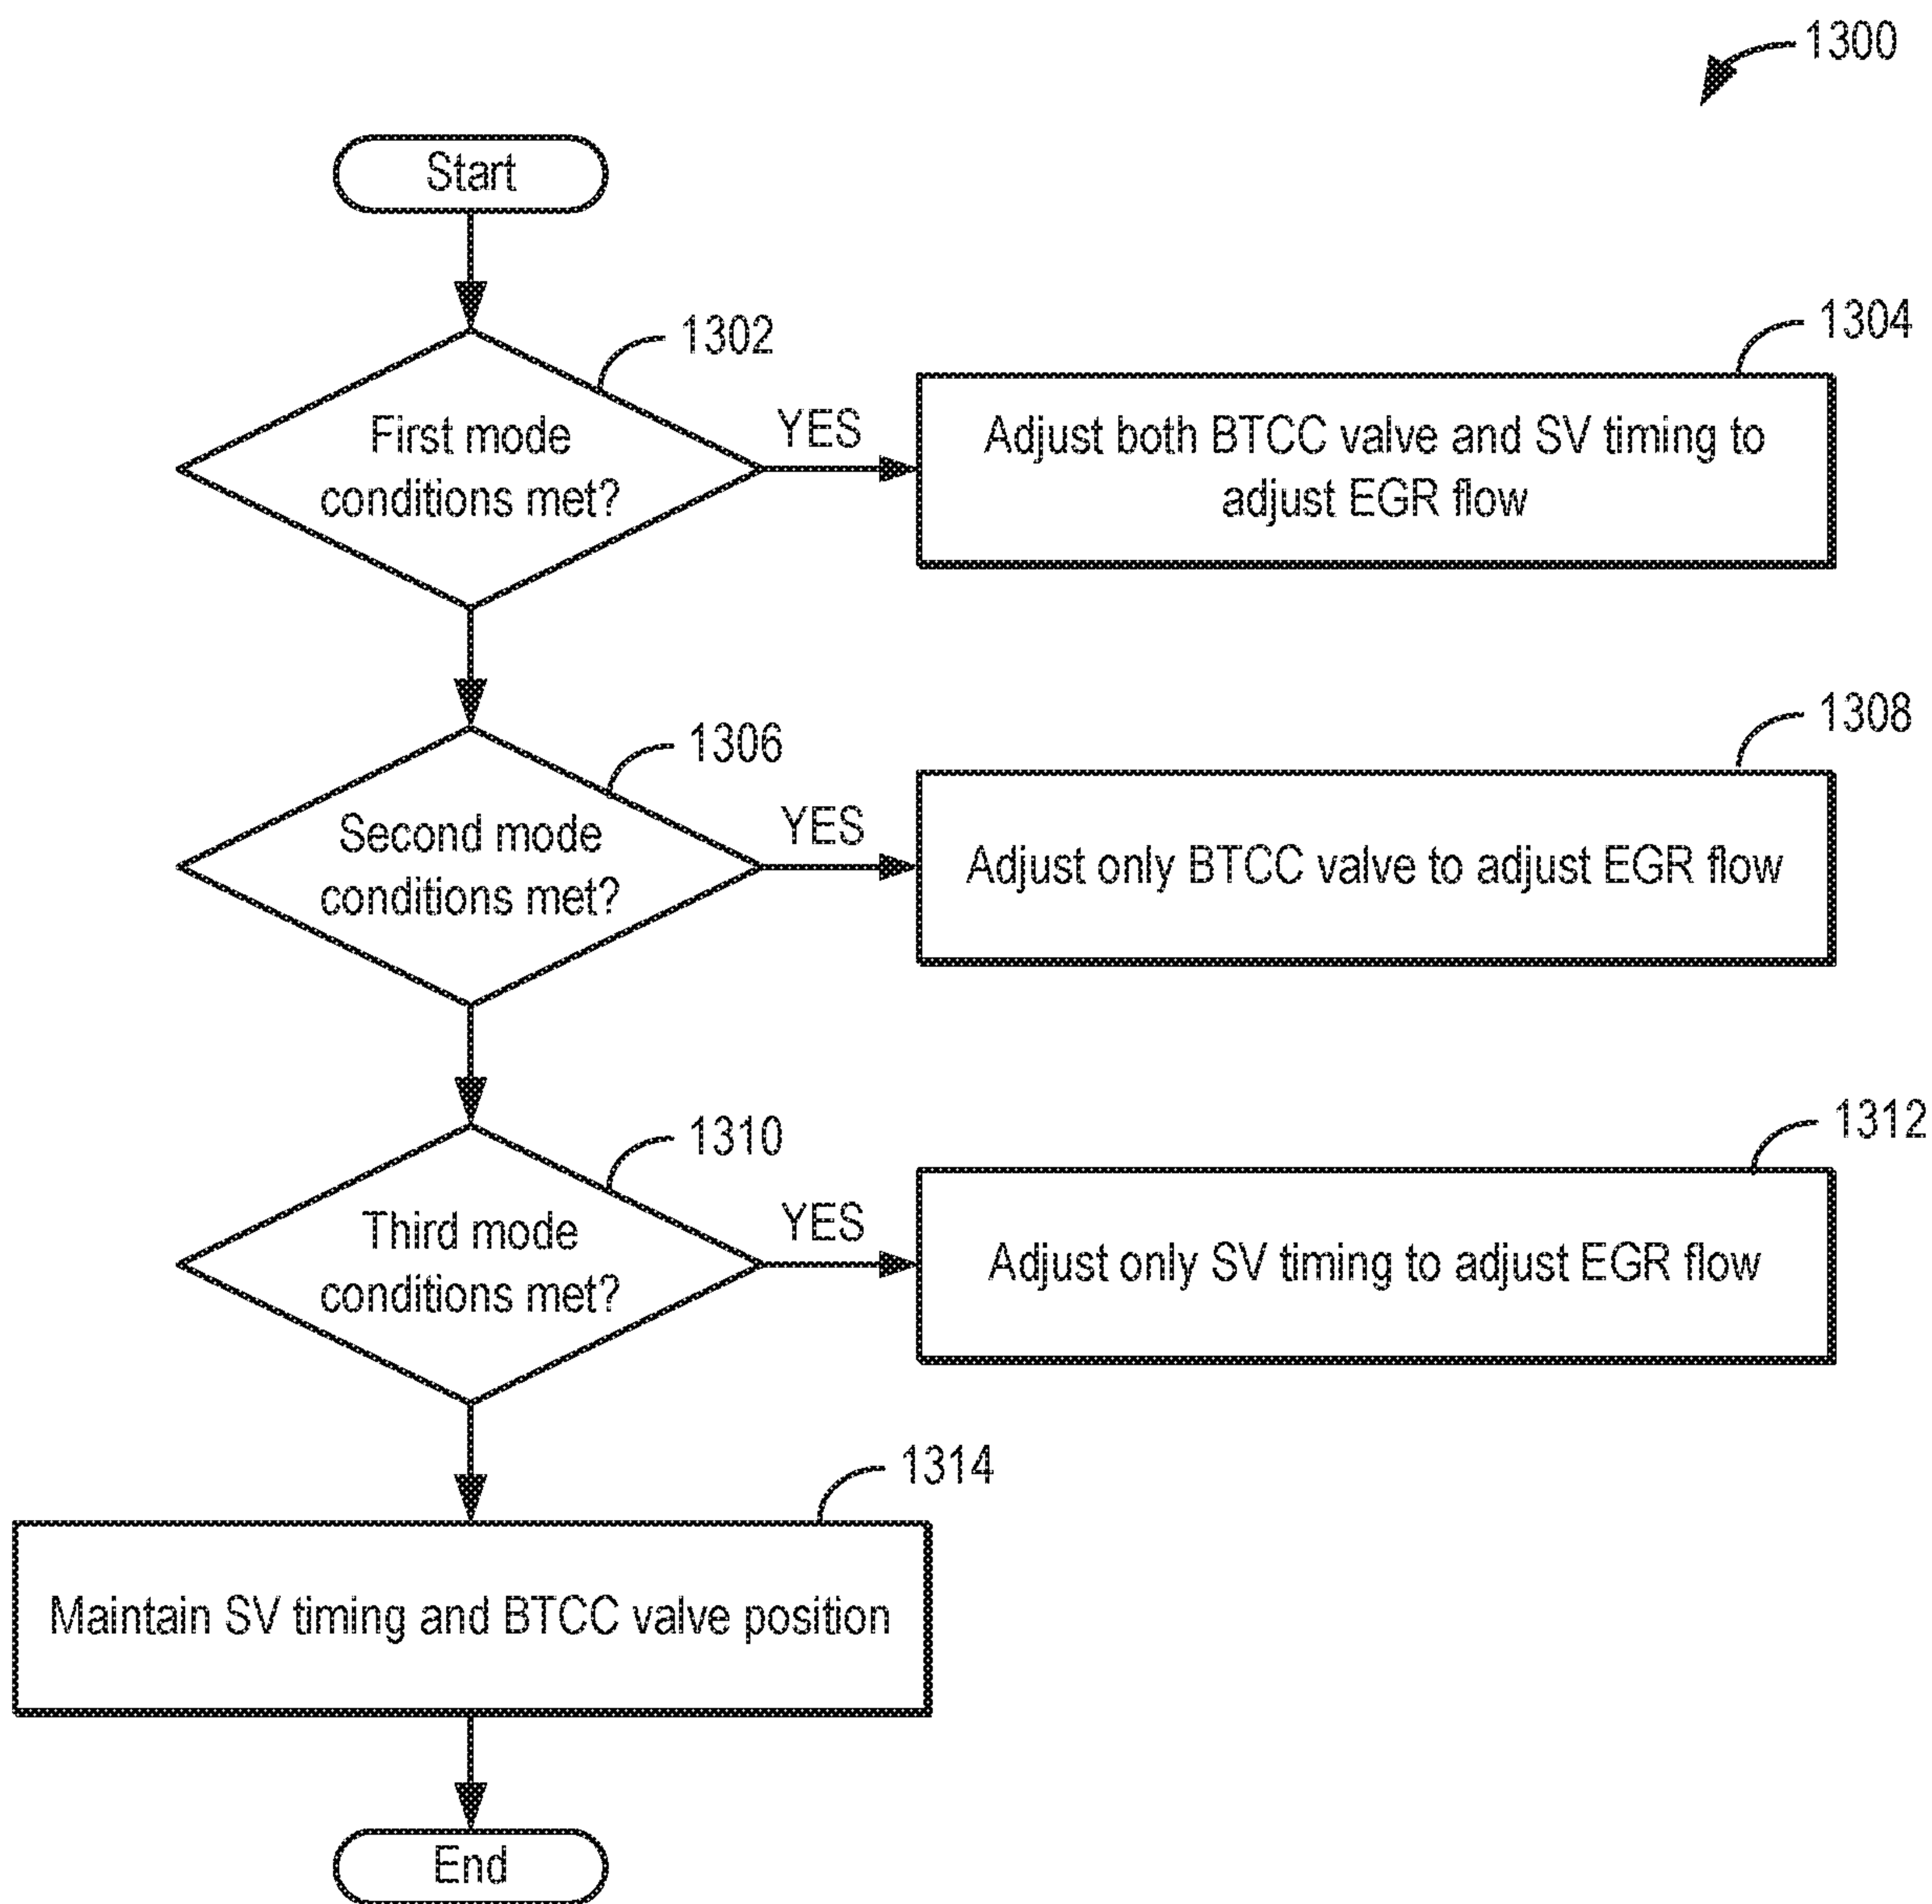 1300
Start
1302
1304
First mode
conditions met?
YES
Adjust both BTCC valve and SV timing to
adjust EGR flow
1306
1308
Second mode
conditions met?
YES
Adjust only BTCC valve to adjust EGR flow
1310
1312
Third mode
conditions met?
YES
Adjust only SV timing to adjust EGR flow
1314
Maintain SV timing and BTCC valve position
End